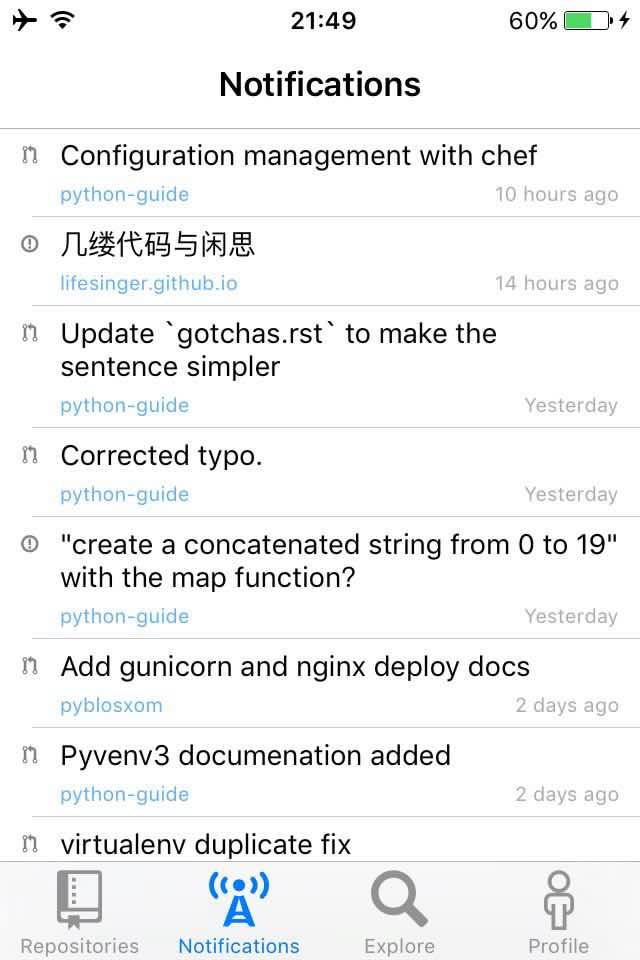 21:49
60%
Notifications
Configuration management with chef
python-guide 10 hours ago
几缕代码与闲思
lifesinger.github.io 14 hours ago
Update `gotchas.rst` to make the
sentence simpler
python-guide Yesterday
Corrected typo.
python-guide Yesterday
"create a concatenated string from 0 to 19"
with the map function?
python-guide Yesterday
Add gunicorn and nginx deploy docs
pyblosxom 2 days ago
Pyvenv3 documenation added
python-guide 2 days ago
virtualenv duplicate fix
Repositories Notifications Explore Profile